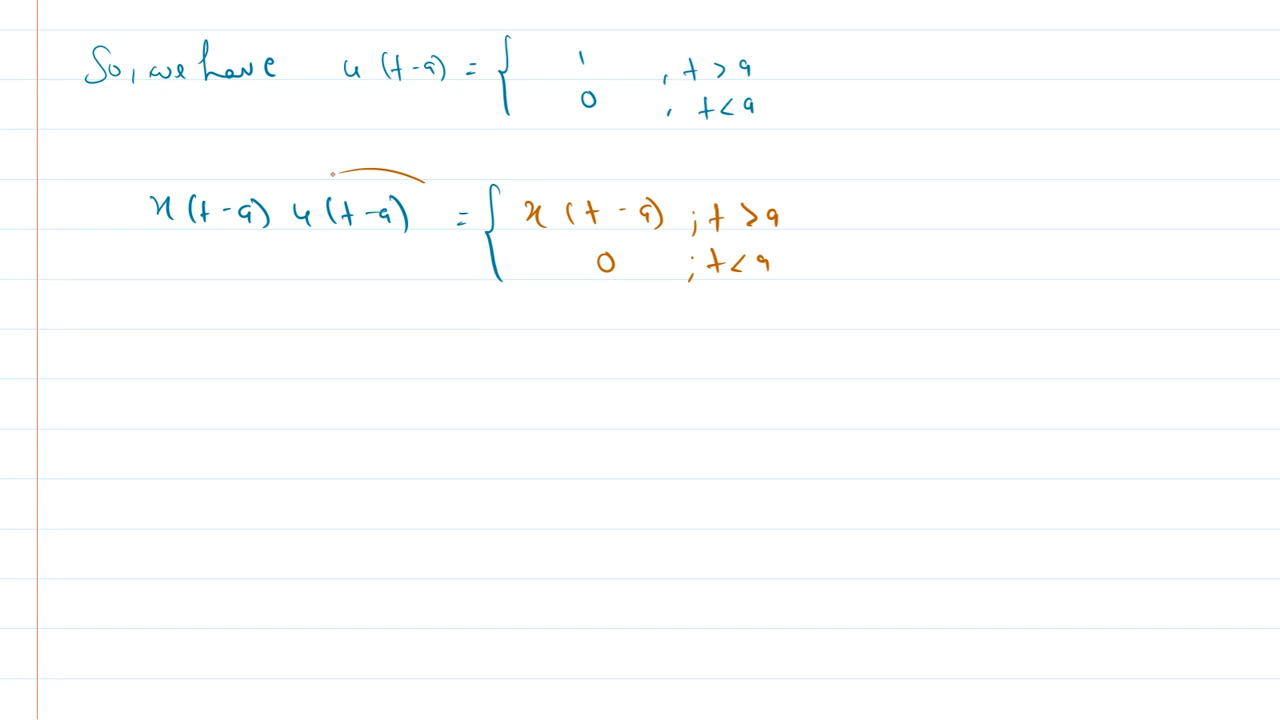 So, we have u (t-a) = { 1 , t > a
0 , t < a
x (t-a) u (t-a) = { x (t - a) ; t > a
0 ; t < a